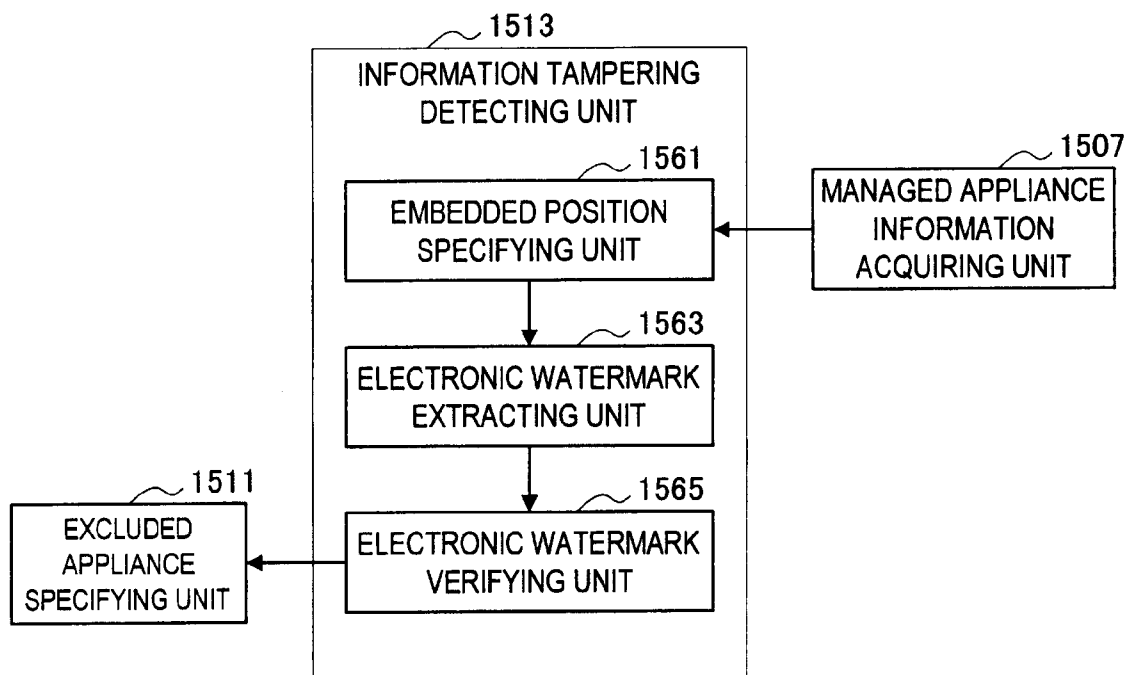 1513
INFORMATION TAMPERING
DETECTING UNIT
1561
EMBEDDED POSITION
SPECIFYING UNIT
1507
MANAGED APPLIANCE
INFORMATION
ACQUIRING UNIT
1563
ELECTRONIC WATERMARK
EXTRACTING UNIT
1565
ELECTRONIC WATERMARK
VERIFYING UNIT
1511
EXCLUDED
APPLIANCE
SPECIFYING UNIT